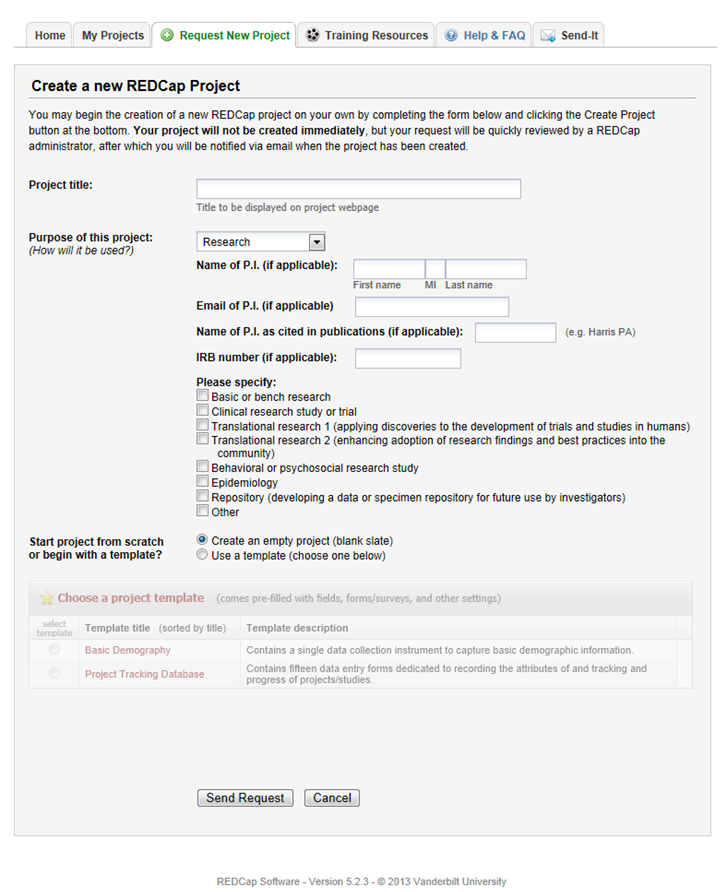 Home My Projects Request New Project Training Resources Help & FAQ Send-It
Create a new REDCap Project
You may begin the creation of a new REDCap project on your own by completing the form below and clicking the Create Project
button at the bottom. Your project will not be created immediately, but your request will be quickly reviewed by a REDCap
administrator, after which you will be notified via email when the project has been created.
Project title:
Title to be displayed on project webpage
Purpose of this project:
(How will it be used?)
Research
Name of P.I. (if applicable):
First name MI Last name
Email of P.I. (if applicable)
Name of P.I. as cited in publications (if applicable): (e.g. Harris PA)
IRB number (if applicable):
Please specify:
Basic or bench research
Clinical research study or trial
Translational research 1 (applying discoveries to the development of trials and studies in humans)
Translational research 2 (enhancing adoption of research findings and best practices into the
community)
Behavioral or psychosocial research study
Epidemiology
Repository (developing a data or specimen repository for future use by investigators)
Other
Start project from scratch
or begin with a template?
Create an empty project (blank slate)
Use a template (choose one below)
Choose a project template (comes pre-filled with fields, forms/surveys, and other settings)
select
template
Template title (sorted by title) Template description
Basic Demography Contains a single data collection instrument to capture basic demographic information.
Project Tracking Database Contains fifteen data entry forms dedicated to recording the attributes of and tracking and
progress of projects/studies.
Send Request Cancel
REDCap Software - Version 5.2.3 - © 2013 Vanderbilt University